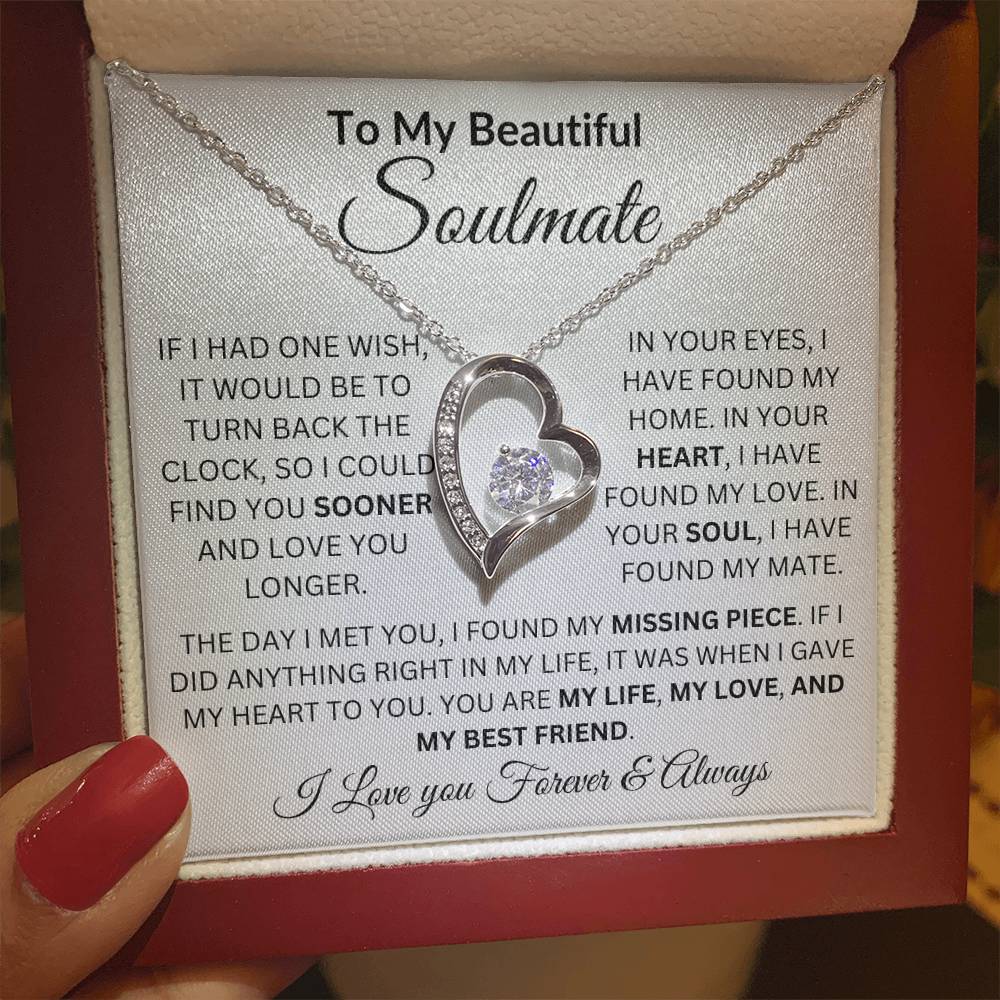 To My Beautiful
Soulmate
IF I HAD ONE WISH,
IT WOULD BE TO
TURN BACK THE
CLOCK, SO I COULD
FIND YOU SOONER
AND LOVE YOU
LONGER.
IN YOUR EYES, I
HAVE FOUND MY
HOME. IN YOUR
HEART, I HAVE
FOUND MY LOVE. IN
YOUR SOUL, I HAVE
FOUND MY MATE.
THE DAY I MET YOU, I FOUND MY MISSING PIECE. IF I
DID ANYTHING RIGHT IN MY LIFE, IT WAS WHEN I GAVE
MY HEART TO YOU. YOU ARE MY LIFE, MY LOVE, AND
MY BEST FRIEND.
I Love you Forever & Always